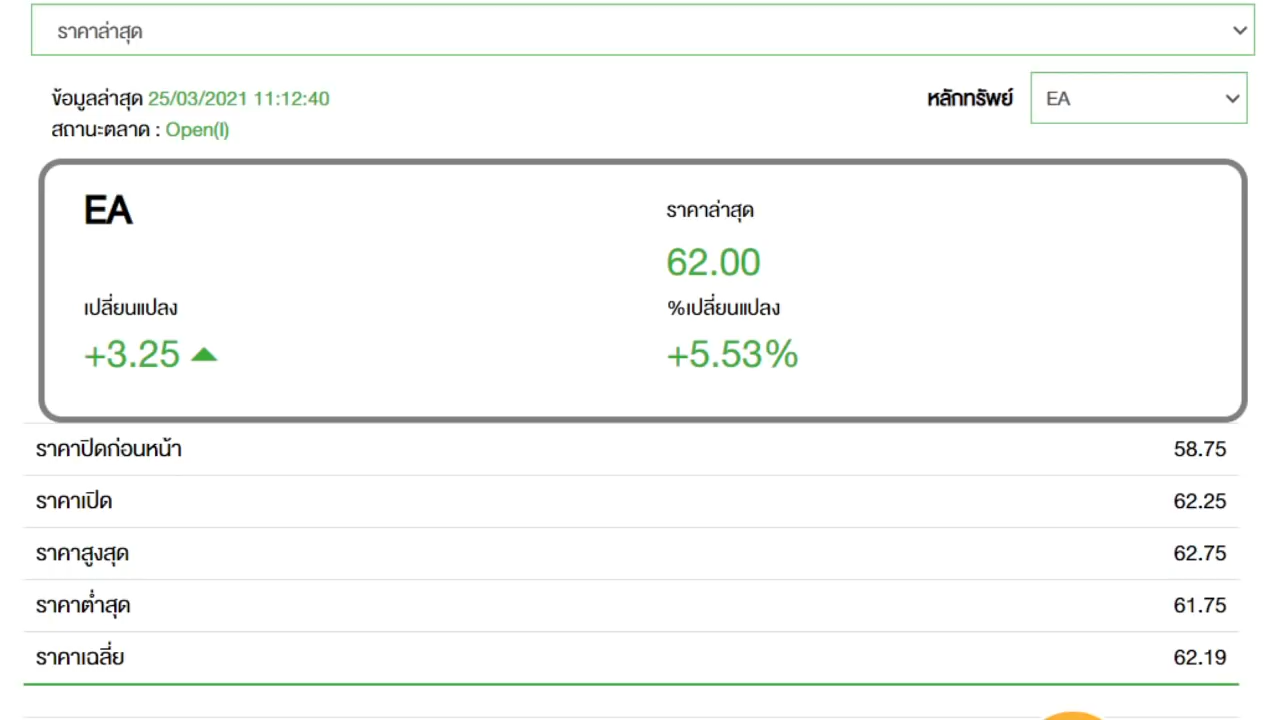 ราคาล่าสุด
ข้อมูลล่าสุด 25/03/2021 11:12:40
หลักทรัพย์ EA
สถานะตลาด : Open(I)
EA
ราคาล่าสุด
62.00
เปลี่ยนแปลง
+3.25
%เปลี่ยนแปลง
+5.53%
ราคาปิดก่อนหน้า 58.75
ราคาเปิด 62.25
ราคาสูงสุด 62.75
ราคาต่ำสุด 61.75
ราคาเฉลี่ย 62.19